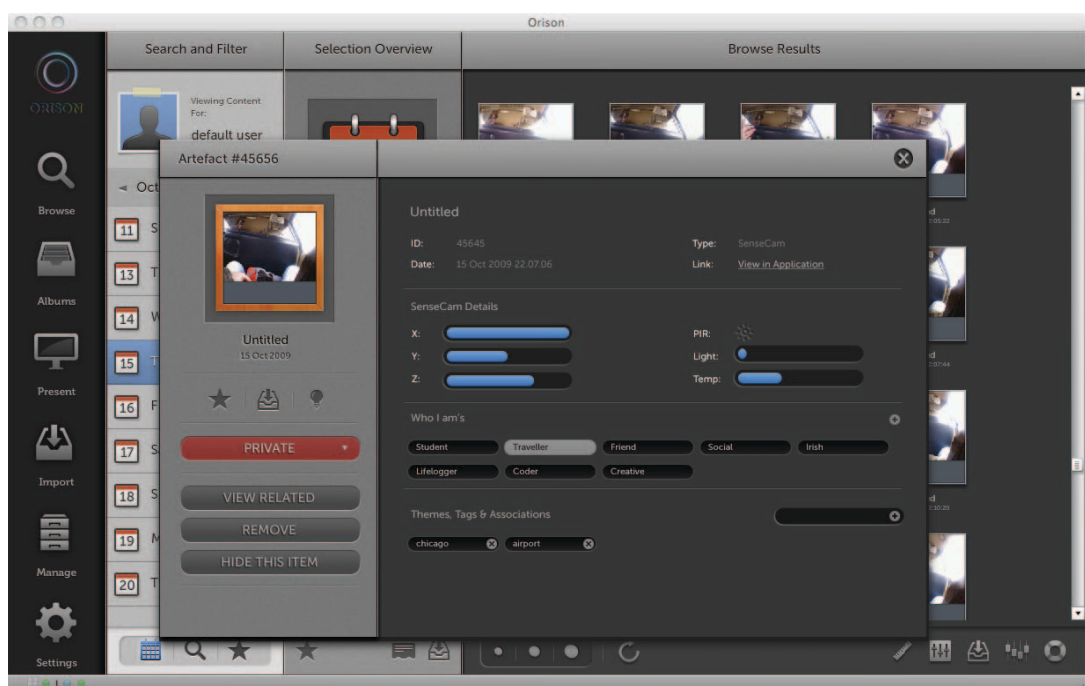 Orison
Search and Filter
Selection Overview
Browse Results
ORISON
Browse
Albums
Present
Import
Manage
Settings
Viewing Content
For:
default user
Oct
11 S
13 T
14 W
15 T
16 F
17 S
18 S
19 M
20 T
Artefact #45656
Untitled
15 Oct 2009
PRIVATE
VIEW RELATED
REMOVE
HIDE THIS ITEM
Untitled
ID: 45645
Type: SenseCam
Date: 15 Oct 2009 22.07.06
Link: View in Application
SenseCam Details
X:
PIR:
Y:
Light:
Z:
Temp:
Who I am's
Student Traveller Friend Social Irish
Lifelogger Coder Creative
Themes, Tags & Associations
chicago airport